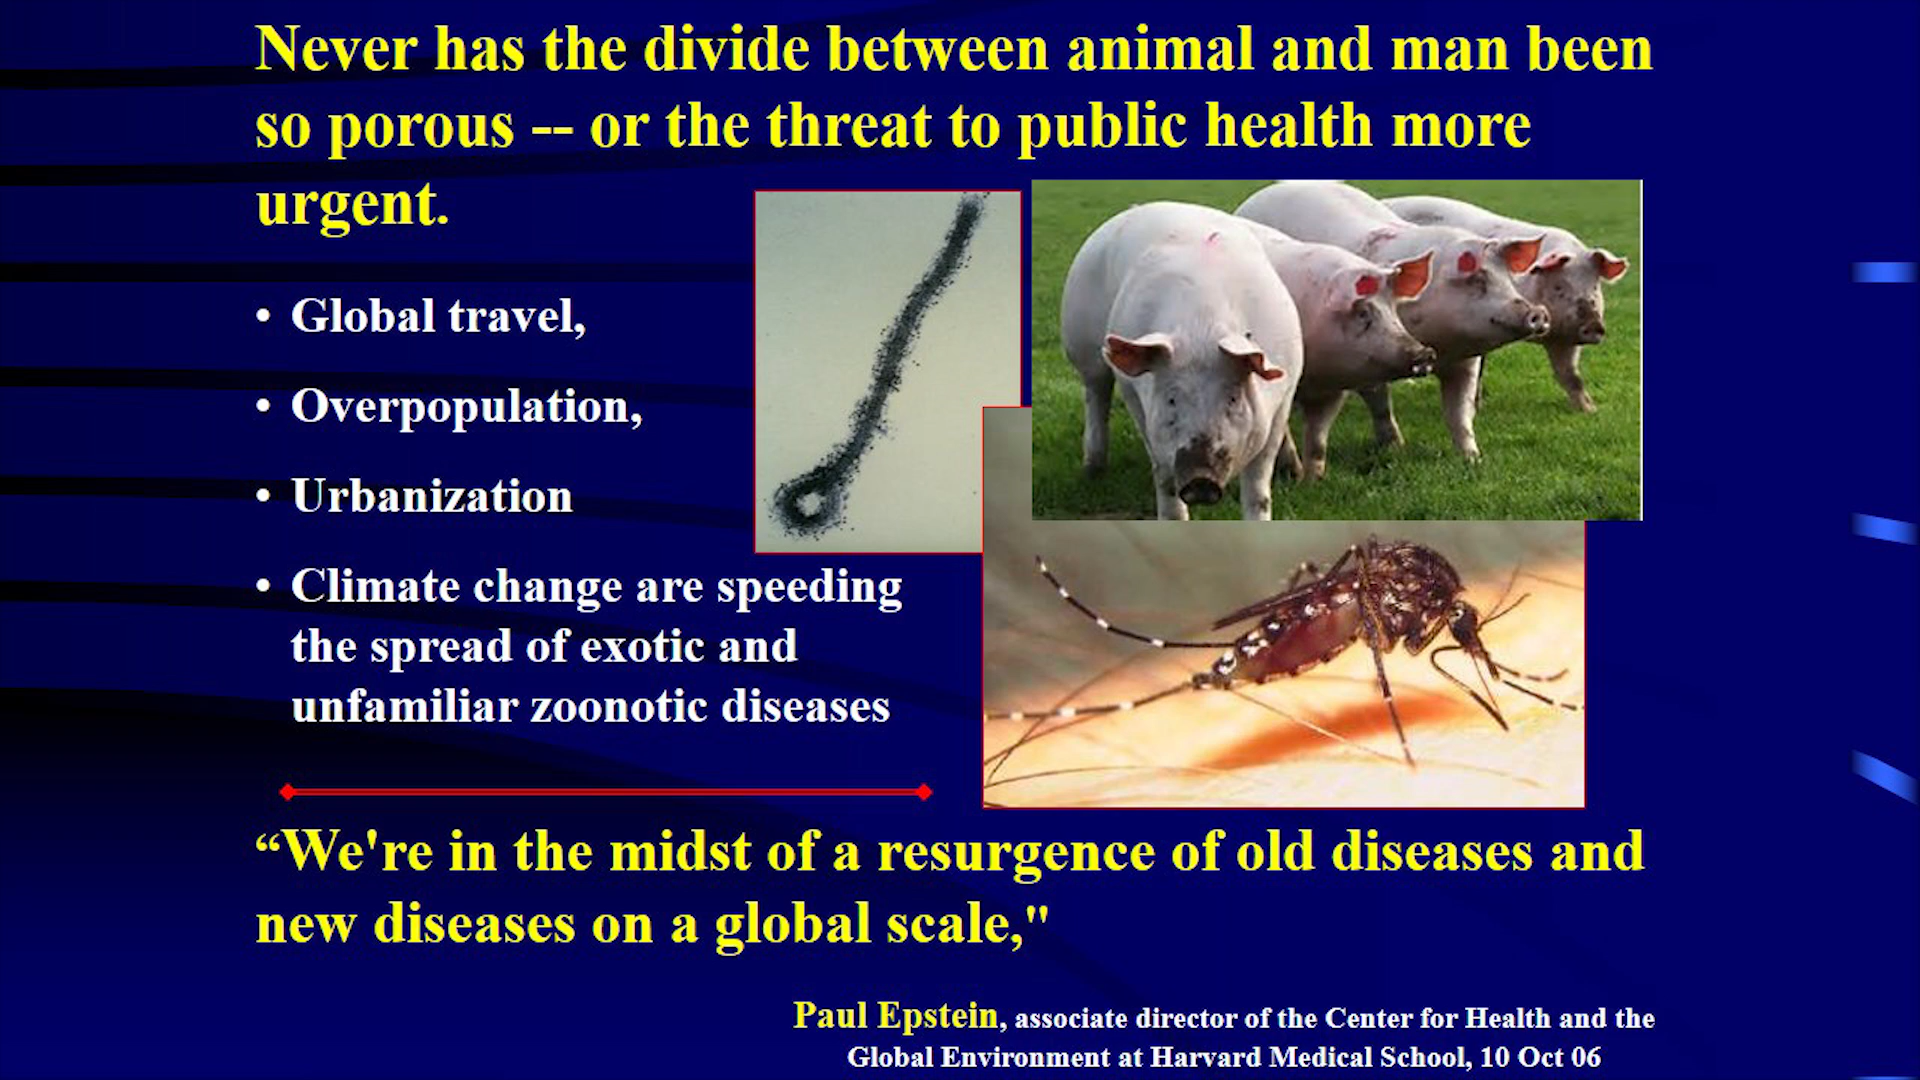 Never has the divide between animal and man been
so porous -- or the threat to public health more
urgent.
• Global travel,
• Overpopulation,
• Urbanization
• Climate change are speeding
the spread of exotic and
unfamiliar zoonotic diseases
“We're in the midst of a resurgence of old diseases and
new diseases on a global scale,"
Paul Epstein, associate director of the Center for Health and the
Global Environment at Harvard Medical School, 10 Oct 06